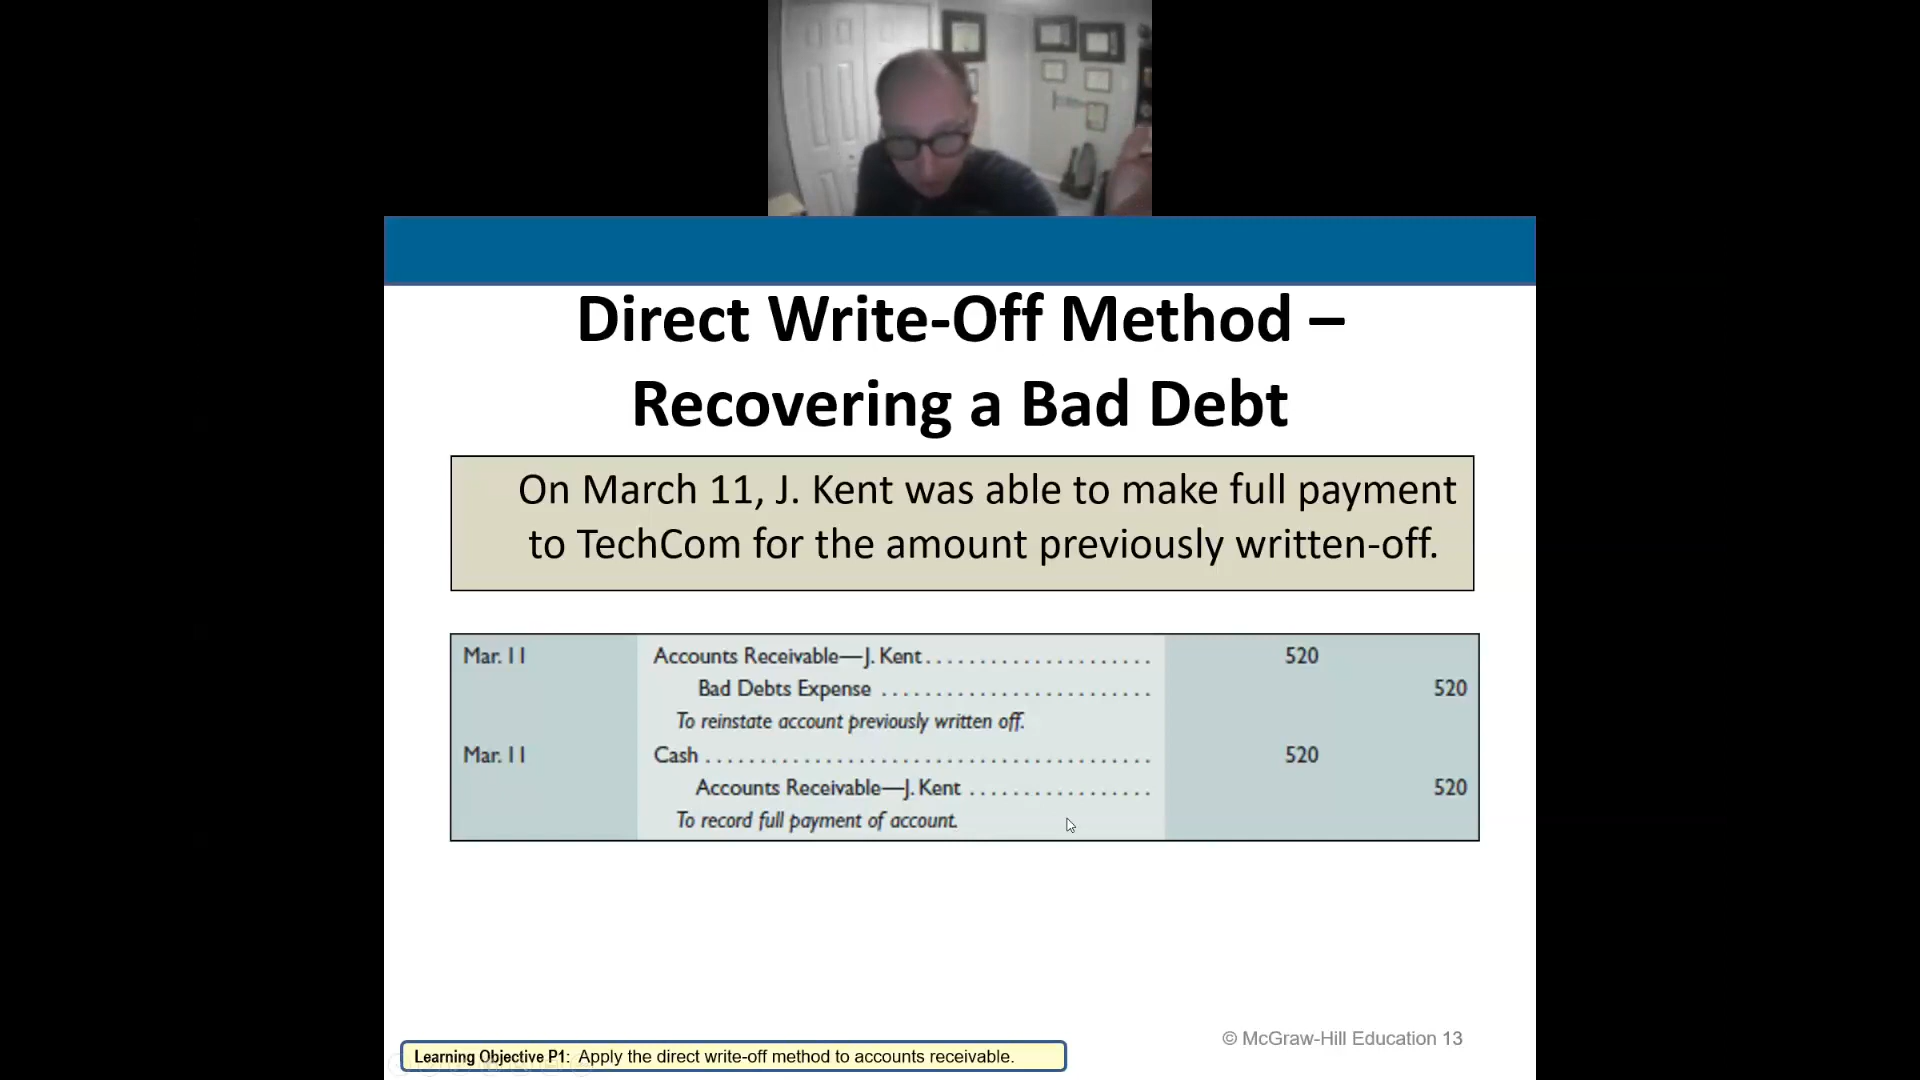 Direct Write-Off Method –
Recovering a Bad Debt
On March 11, J. Kent was able to make full payment
to TechCom for the amount previously written-off.
Mar. 11 Accounts Receivable—J. Kent . . . . . . . . . . . . . . . . . . . . . 520
Bad Debts Expense . . . . . . . . . . . . . . . . . . . . . . . . . 520
To reinstate account previously written off.
Mar. 11 Cash . . . . . . . . . . . . . . . . . . . . . . . . . . . . . . . . . . . . . . . . . 520
Accounts Receivable—J. Kent . . . . . . . . . . . . . . . . . 520
To record full payment of account.
© McGraw-Hill Education 13
Learning Objective P1: Apply the direct write-off method to accounts receivable.